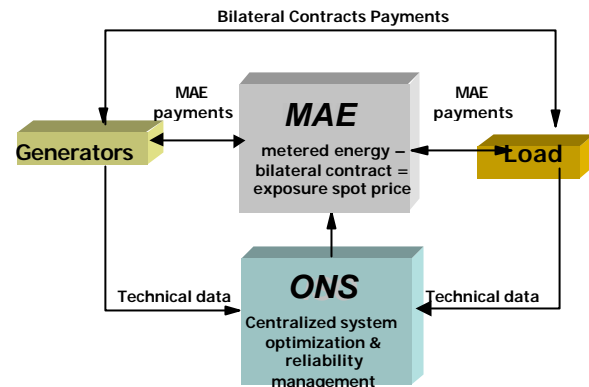 Bilateral Contracts Payments
MAE
payments
MAE
payments
MAE
metered energy –
bilateral contract =
exposure spot price
Generators
Load
Technical data
Technical data
ONS
Centralized system
optimization &
reliability
management